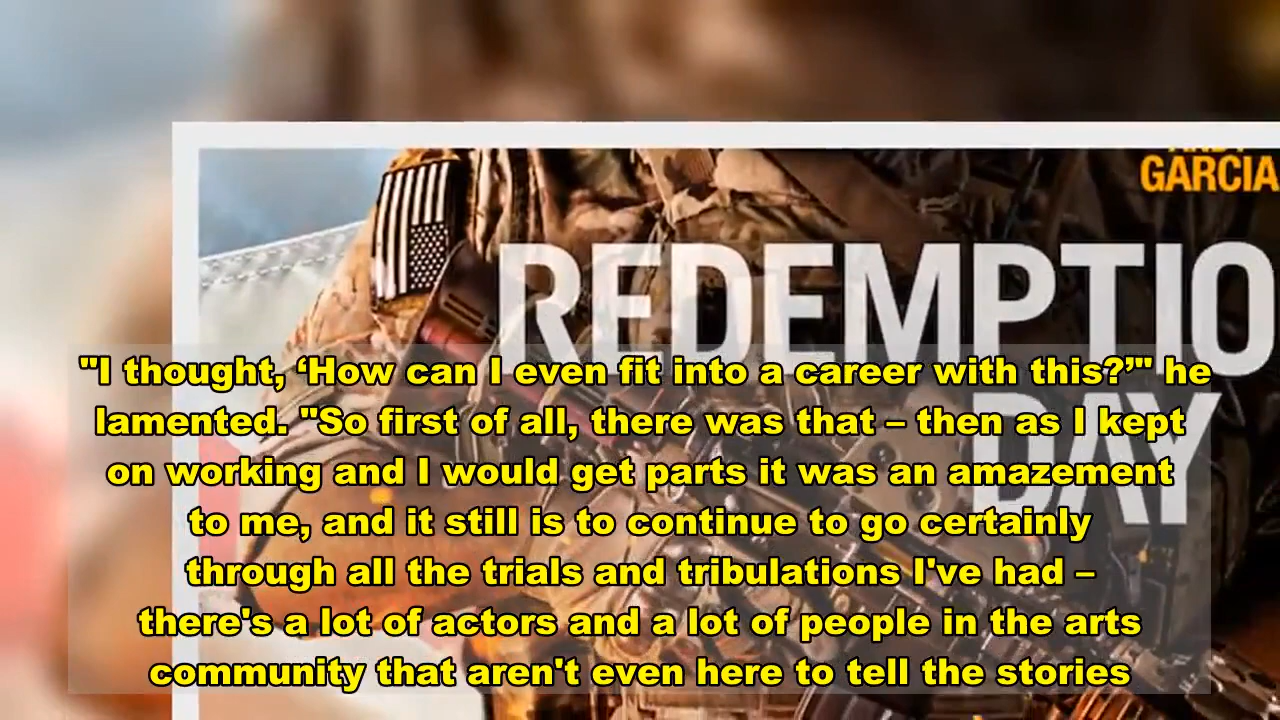 GARCIA
REDEMPTIO
DAY
"I thought, ‘How can I even fit into a career with this?’" he
lamented. "So first of all, there was that – then as I kept
on working and I would get parts it was an amazement
to me, and it still is to continue to go certainly
through all the trials and tribulations I've had –
there's a lot of actors and a lot of people in the arts
community that aren't even here to tell the stories